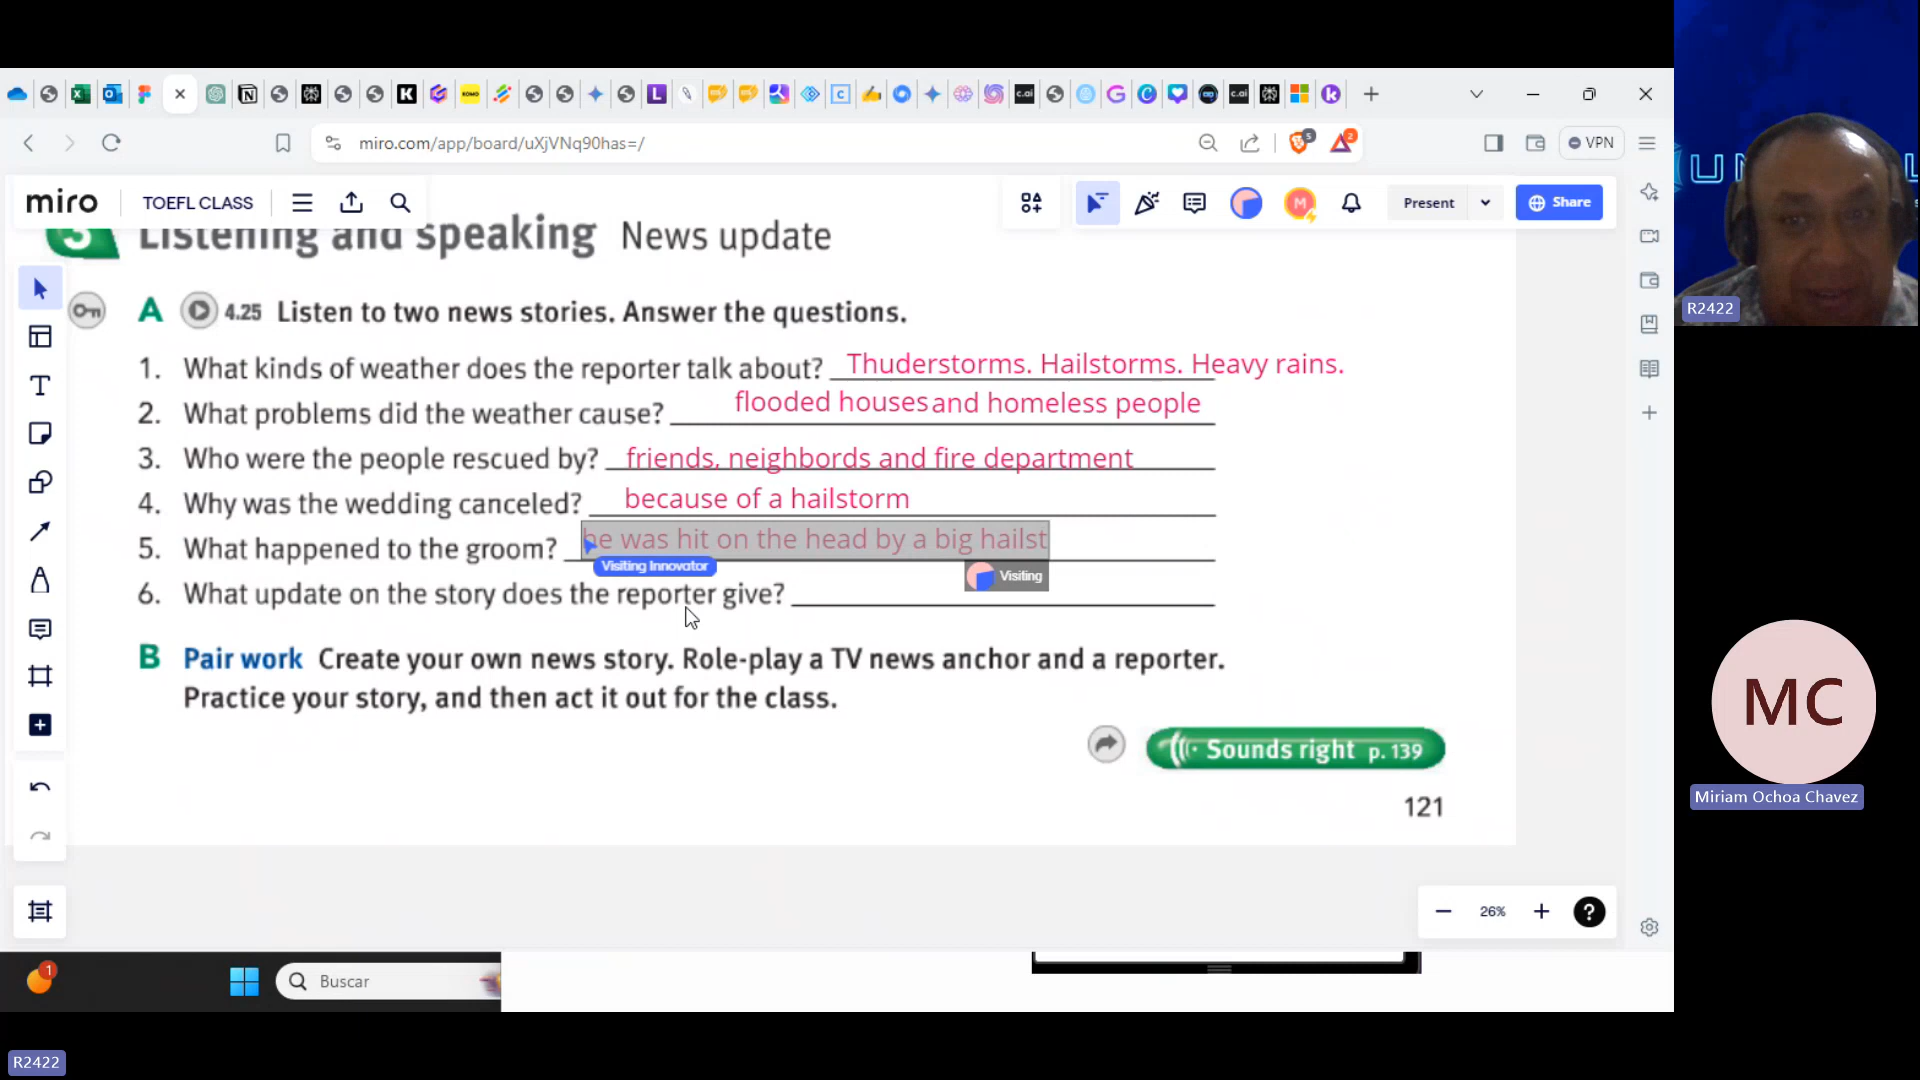 miro.com/app/board/uXjVNq90has=/
VPN
miro TOEFL CLASS Present Share
3 Listening and speaking News update
A 4.25 Listen to two news stories. Answer the questions.
1. What kinds of weather does the reporter talk about? Thuderstorms. Hailstorms. Heavy rains.
2. What problems did the weather cause? flooded houses and homeless people
3. Who were the people rescued by? friends, neighbords and fire department
4. Why was the wedding canceled? because of a hailstorm
5. What happened to the groom? he was hit on the head by a big hailst
Visiting Innovator
Visiting
6. What update on the story does the reporter give?
B Pair work Create your own news story. Role-play a TV news anchor and a reporter.
Practice your story, and then act it out for the class.
Sounds right p. 139
121
26%
Buscar
R2422
R2422
MC
Miriam Ochoa Chavez